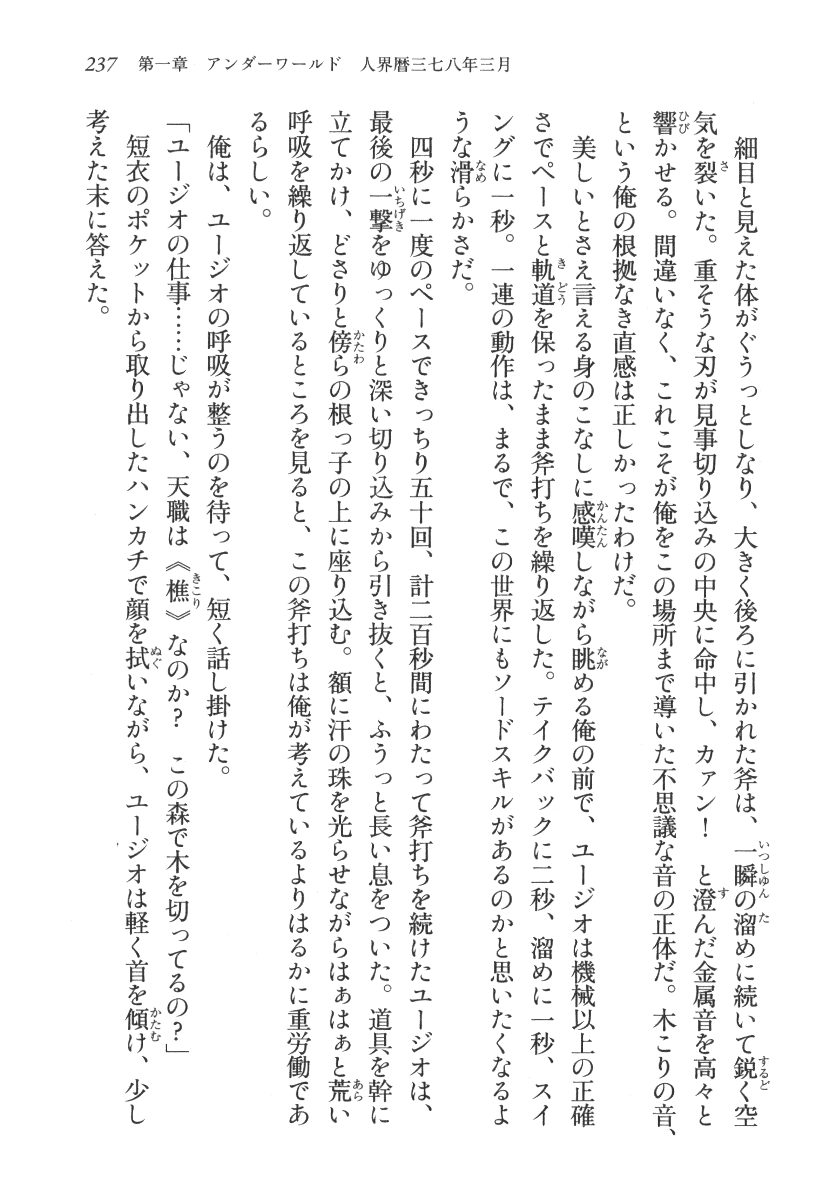 237　第一章　アンダーワールド　人界暦三七八年三月
　細目と見えた体がぐうっとしなり、大きく後ろに引かれた斧は、一瞬の溜めに続いて鋭く空
気を裂いた。重そうな刃が見事切り込みの中央に命中し、カァン！　と澄んだ金属音を高々と
響かせる。間違いなく、これこそが俺をこの場所まで導いた不思議な音の正体だ。木こりの音、
という俺の根拠なき直感は正しかったわけだ。
　美しいとさえ言える身のこなしに感嘆しながら眺める俺の前で、ユージオは機械以上の正確
さでペースと軌道を保ったまま斧打ちを繰り返した。テイクバックに二秒、溜めに一秒、スイ
ングに一秒。一連の動作は、まるで、この世界にもソードスキルがあるのかと思いたくなるよ
うな滑らかさだ。
　四秒に一度のペースできっちり五十回、計二百秒間にわたって斧打ちを続けたユージオは、
最後の一撃をゆっくりと深い切り込みから引き抜くと、ふうっと長い息をついた。道具を幹に
立てかけ、どさりと傍らの根っ子の上に座り込む。額に汗の珠を光らせながらはぁはぁと荒い
呼吸を繰り返しているところを見ると、この斧打ちは俺が考えているよりはるかに重労働であ
るらしい。
　俺は、ユージオの呼吸が整うのを待って、短く話し掛けた。
「ユージオの仕事……じゃない、天職は《樵》なのか？　この森で木を切ってるの？」
　短衣のポケットから取り出したハンカチで顔を拭いながら、ユージオは軽く首を傾け、少し
考えた末に答えた。